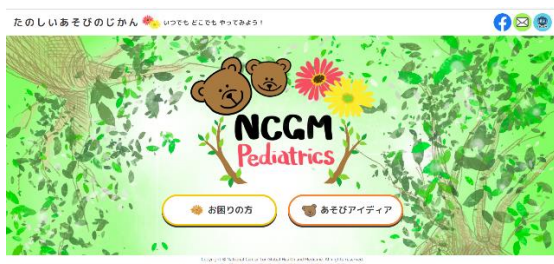 たのしいあそびのじかん いつでも どこでも やってみよう！
NCGM
Pediatrics
お困りの方
あそびアイディア